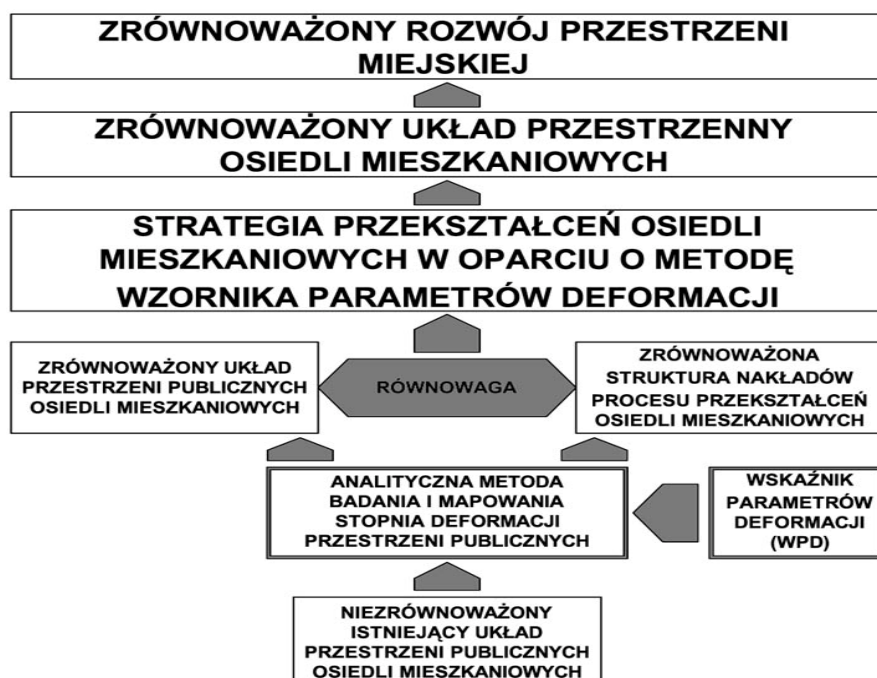 ZRÓWNOWAŻONY ROZWÓJ PRZESTRZENI
MIEJSKIEJ
ZRÓWNOWAŻONY UKŁAD PRZESTRZENNY
OSIEDLI MIESZKANIOWYCH
STRATEGIA PRZEKSZTAŁCEŃ OSIEDLI
MIESZKANIOWYCH W OPARCIU O METODĘ
WZORNIKA PARAMETRÓW DEFORMACJI
ZRÓWNOWAŻONY UKŁAD
PRZESTRZENI PUBLICZNYCH
OSIEDLI MIESZKANIOWYCH
RÓWNOWAGA
ZRÓWNOWAŻONA
STRUKTURA NAKŁADÓW
PROCESU PRZEKSZTAŁCEŃ
OSIEDLI MIESZKANIOWYCH
ANALITYCZNA METODA
BADANIA I MAPOWANIA
STOPNIA DEFORMACJI
PRZESTRZENI PUBLICZNYCH
WSKAŹNIK
PARAMETRÓW
DEFORMACJI
(WPD)
NIEZRÓWNOWAŻONY
ISTNIEJĄCY UKŁAD
PRZESTRZENI PUBLICZNYCH
OSIEDLI MIESZKANIOWYCH